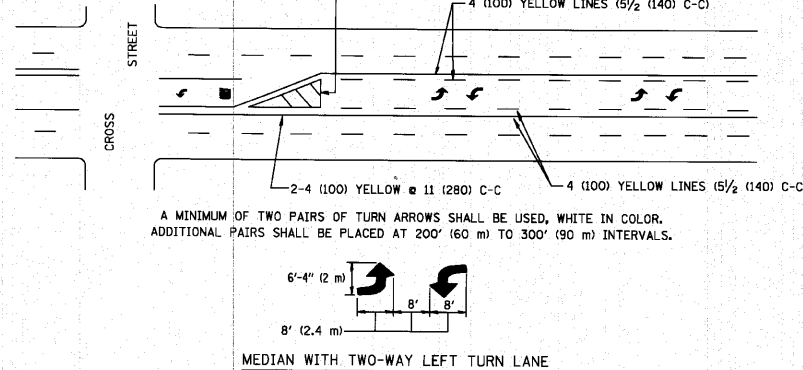 4 (100) YELLOW LINES (5½ (140) C-C)
STREET
CROSS
2-4 (100) YELLOW @ 11 (280) C-C
4 (100) YELLOW LINES (5½ (140) C-C
A MINIMUM OF TWO PAIRS OF TURN ARROWS SHALL BE USED, WHITE IN COLOR.
ADDITIONAL PAIRS SHALL BE PLACED AT 200' (60 m) TO 300' (90 m) INTERVALS.
6'-4" (2 m)
8' 8'
8' (2.4 m)
MEDIAN WITH TWO-WAY LEFT TURN LANE